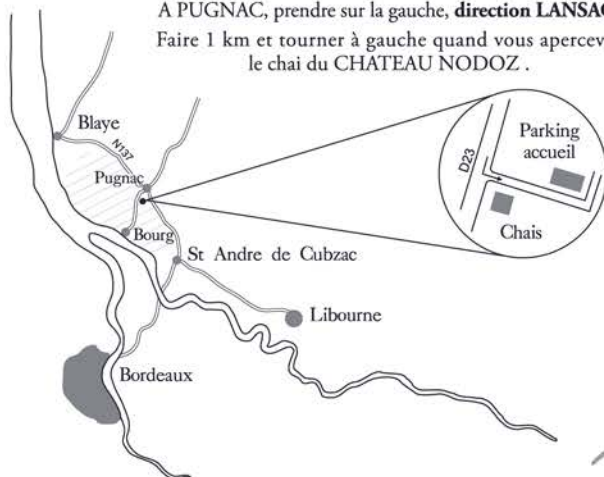 A PUGNAC, prendre sur la gauche, direction LANSAC
Faire 1 km et tourner à gauche quand vous
le chai du CHATEAU NODOZ .
Blaye
N137
Pugnac
Bourg
St Andre de Cubzac
Libourne
Bordeaux
D23
Parking
accueil
Chais